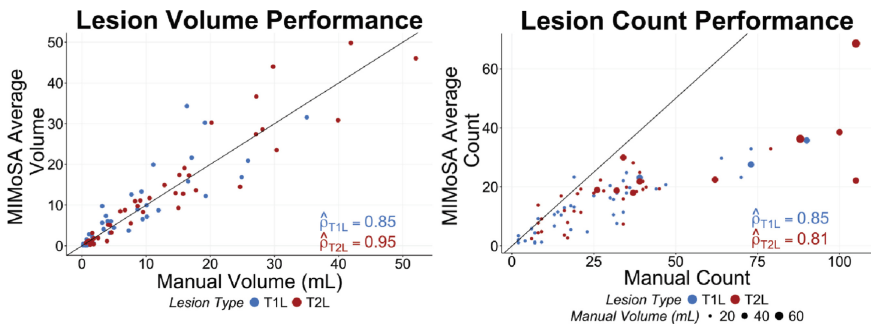 Lesion Volume Performance
MIMoSA Average
Volume
50
40
30
20
10
0
ρ̂T1L = 0.85
ρ̂T2L = 0.95
0 10 20 30 40 50
Manual Volume (mL)
Lesion Type T1L T2L
Lesion Count Performance
MIMoSA Average
Count
60
40
20
0
ρ̂T1L = 0.85
ρ̂T2L = 0.81
0 25 50 75 100
Manual Count
Lesion Type T1L T2L
Manual Volume (mL) 20 40 60